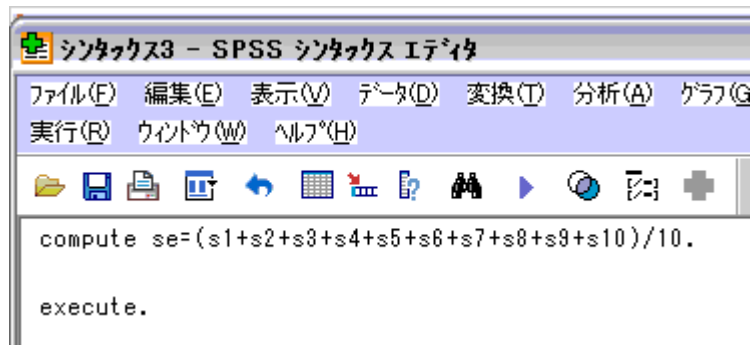 シンタックス3 - SPSS シンタックス エディタ
ファイル(F) 編集(E) 表示(V) データ(D) 変換(T) 分析(A) グラフ(G
実行(R) ウィンドウ(W) ヘルプ(H)
compute se=(s1+s2+s3+s4+s5+s6+s7+s8+s9+s10)/10.
execute.